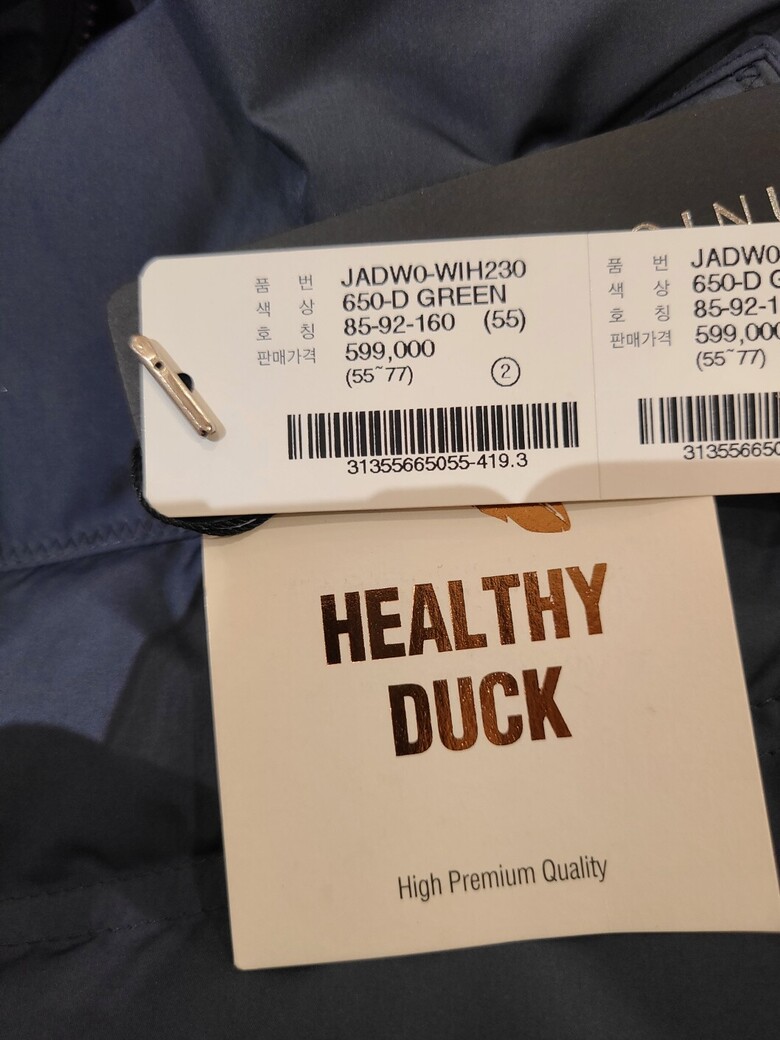 품 번 JADW0-WIH230
색 상 650-D GREEN
호 칭 85-92-160 (55)
판매가격 599,000
(55~77) ②
31355665055-419.3
품 번 JADW0
색 상 650-D G
호 칭 85-92-1
판매가격 599,000
(55~77)
313556650
HEALTHY
DUCK
High Premium Quality